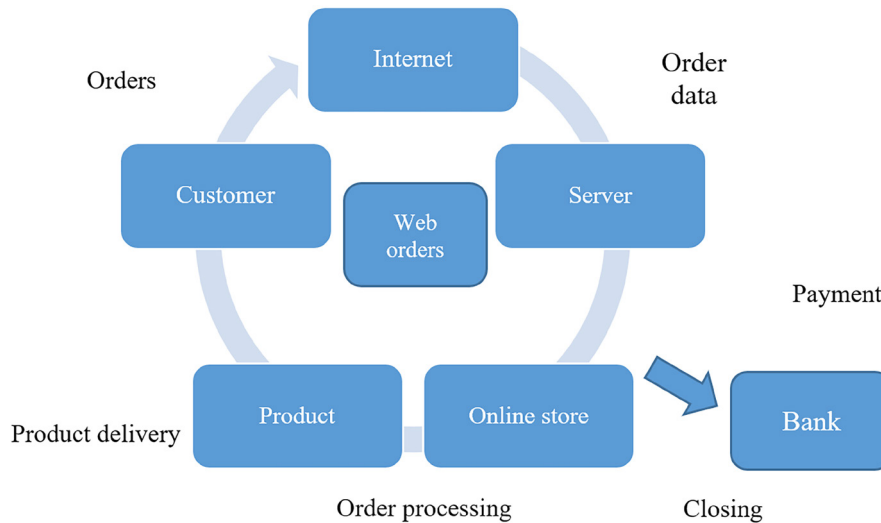 Internet
Orders
Order
data
Customer
Server
Web
orders
Payment
Product
Online store
Bank
Product delivery
Order processing
Closing